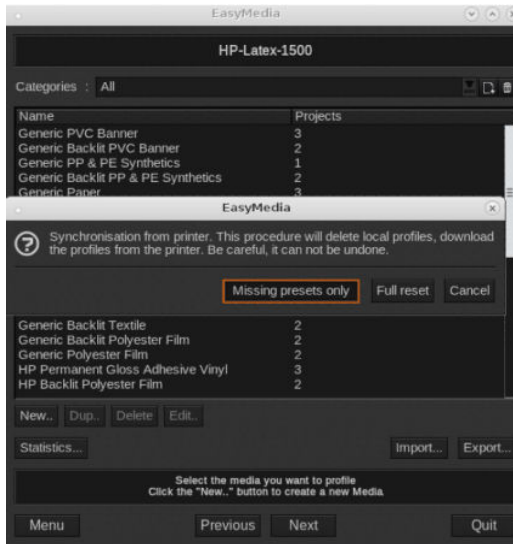 EasyMedia
HP-Latex-1500
Categories : All
Name Projects
Generic PVC Banner 3
Generic Backlit PVC Banner 2
Generic PP & PE Synthetics 1
Generic Backlit PP & PE Synthetics 2
Generic Paper 3
EasyMedia
Synchronisation from printer. This procedure will delete local profiles, download
the profiles from the printer. Be careful, it can not be undone.
Missing presets only Full reset Cancel
Generic Backlit Textile 2
Generic Backlit Polyester Film 2
Generic Polyester Film 2
HP Permanent Gloss Adhesive Vinyl 3
HP Backlit Polyester Film 2
New.. Dup.. Delete Edit..
Statistics... Import... Export...
Select the media you want to profile
Click the "New.." button to create a new Media
Menu Previous Next Quit